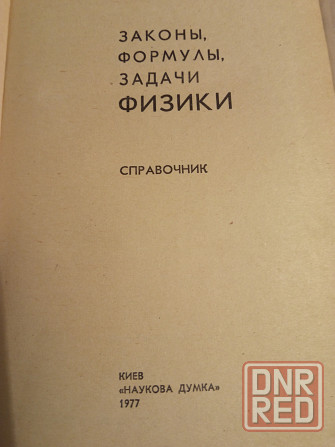 ЗАКОНЫ,
ФОРМУЛЫ,
ЗАДАЧИ
ФИЗИКИ
СПРАВОЧНИК
КИЕВ
«НАУКОВА ДУМКА»
1977
DNR
RED